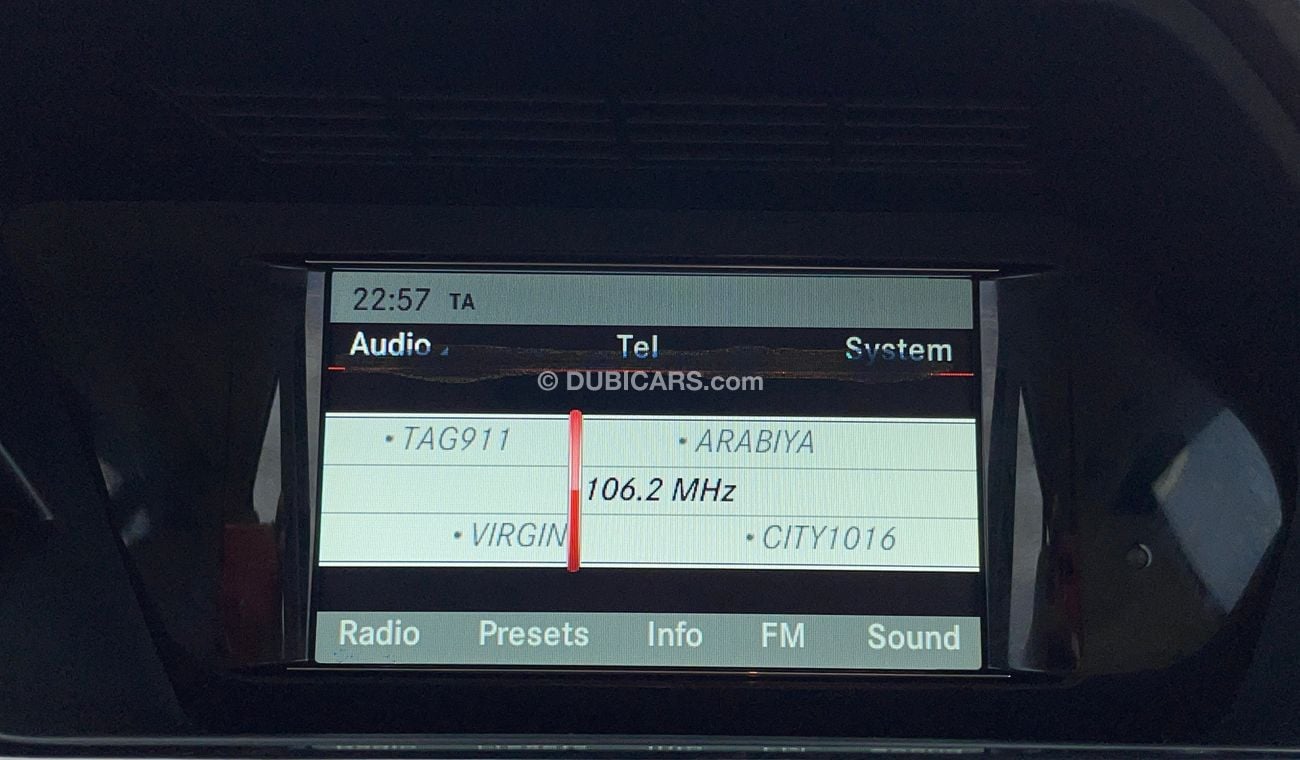 22:57 TA
Audio Tel System
© DUBICARS.com
• TAG911 • ARABIYA
106.2 MHz
• VIRGIN • CITY1016
Radio Presets Info FM Sound